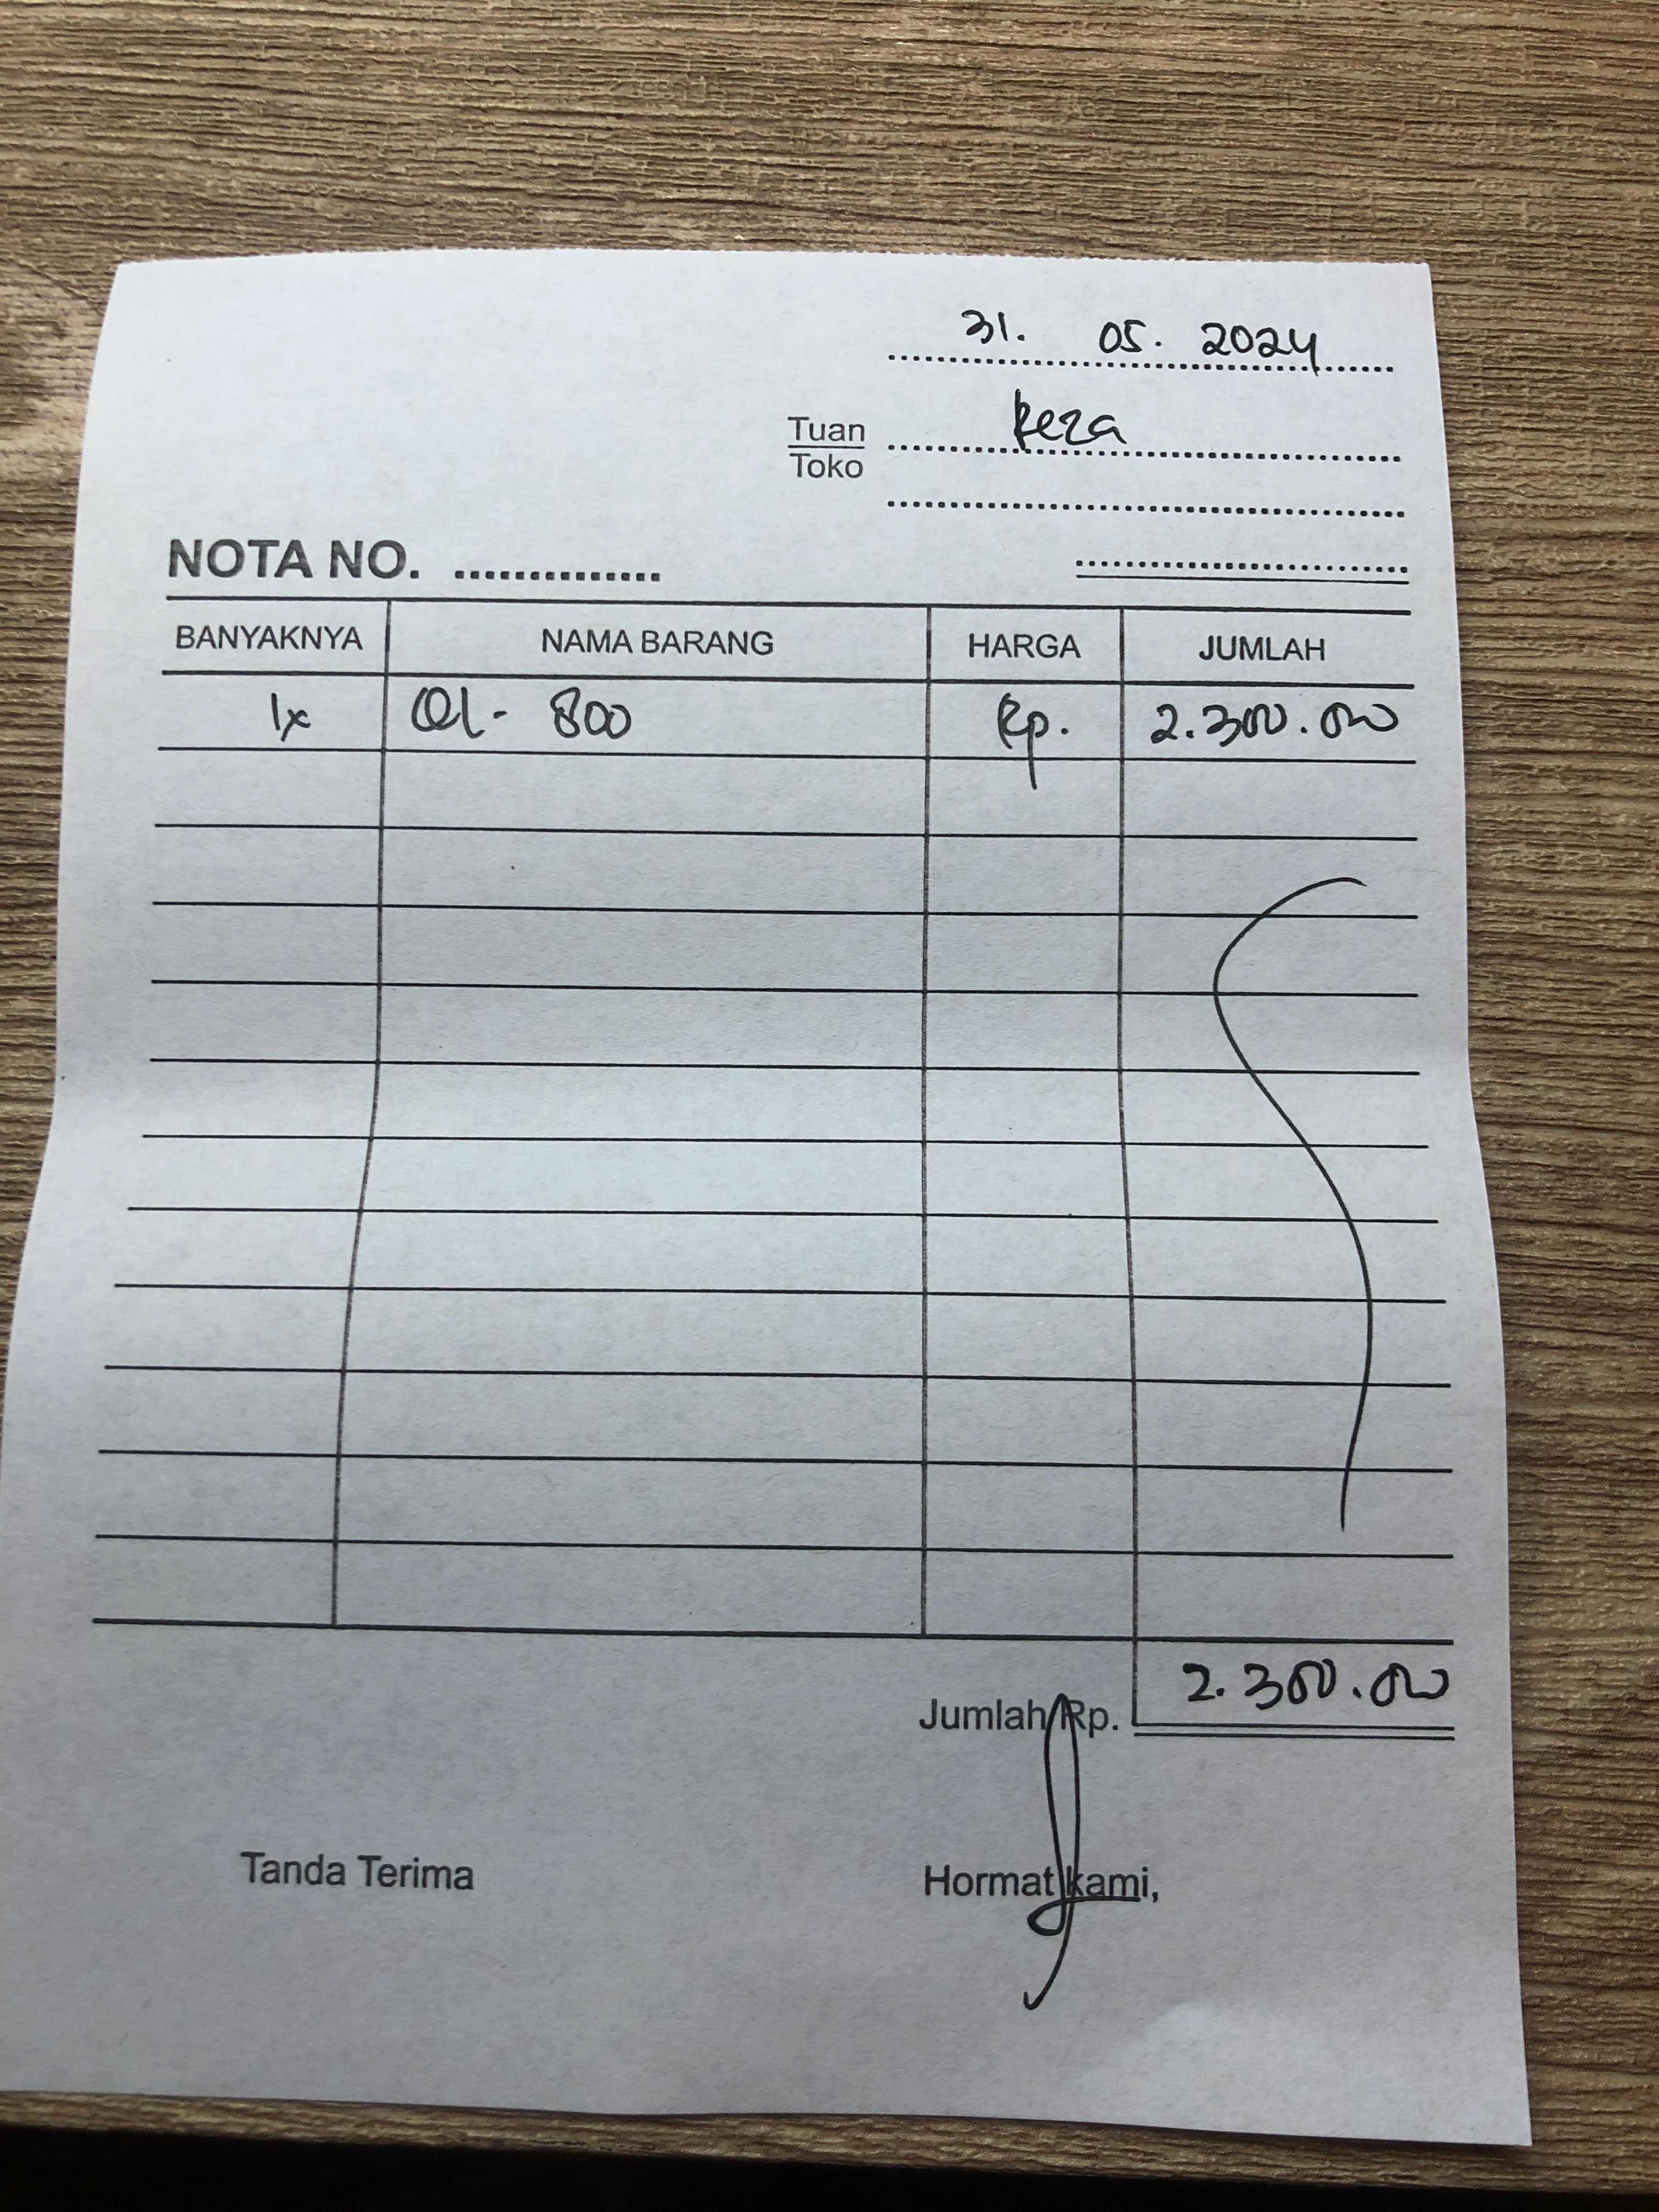 31. 05. 2024
Tuan Reza
Toko
NOTA NO. ..............
BANYAKNYA NAMA BARANG HARGA JUMLAH
1x QL- 800 Rp. 2.300.000
Jumlah Rp. 2.300.000
Tanda Terima Hormat kami,